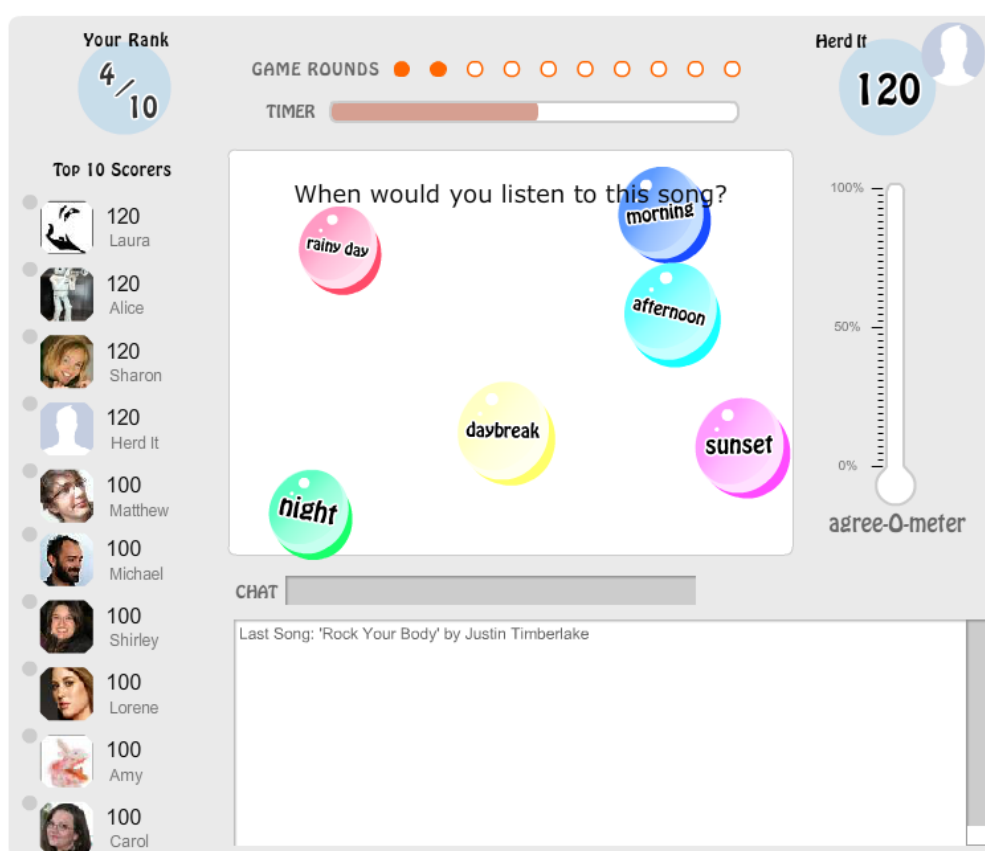 Your Rank
4/10
GAME ROUNDS
TIMER
Herd It
120
Top 10 Scorers
120
Laura
120
Alice
120
Sharon
120
Herd It
100
Matthew
100
Michael
100
Shirley
100
Lorene
100
Amy
100
Carol
When would you listen to this song?
morning
rainy day
afternoon
daybreak
sunset
night
100%
50%
0%
agree-O-meter
CHAT
Last Song: 'Rock Your Body' by Justin Timberlake